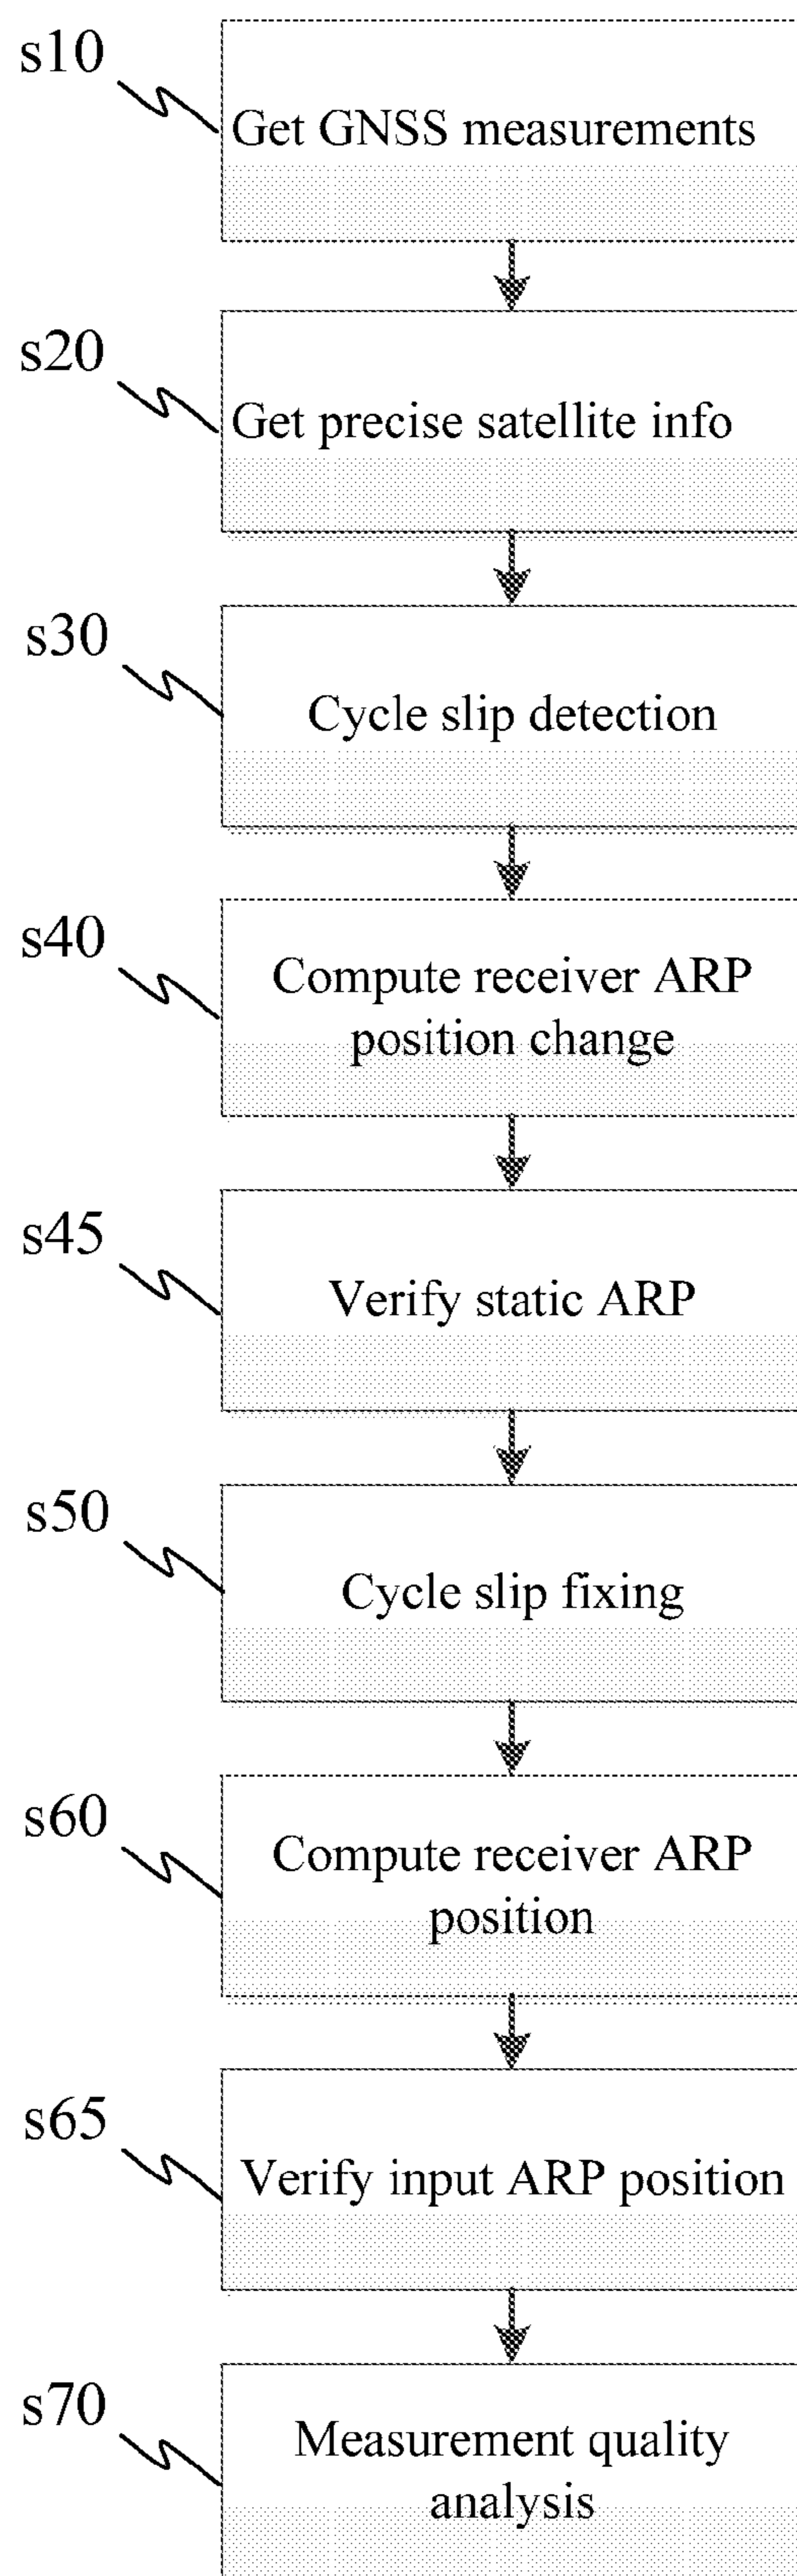 s10
Get GNSS measurements
s20
Get precise satellite info
s30
Cycle slip detection
s40
Compute receiver ARP
position change
s45
Verify static ARP
s50
Cycle slip fixing
s60
Compute receiver ARP
position
s65
Verify input ARP position
s70
Measurement quality
analysis